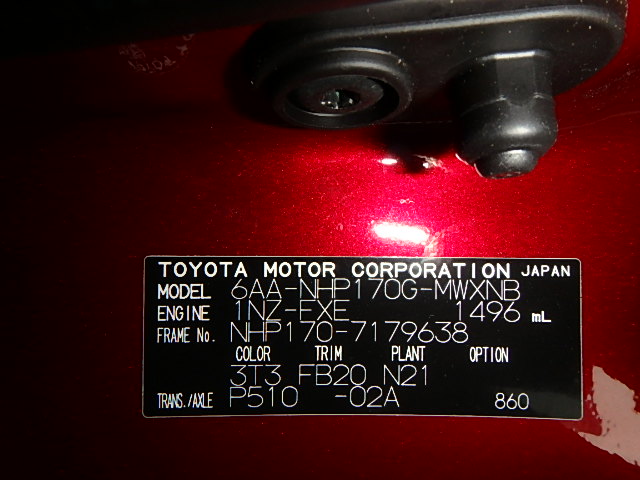 TOYOTA MOTOR CORPORATION JAPAN
MODEL 6AA-NHP170G-MWXNB
ENGINE 1NZ-FXE 1496 mL
FRAME No. NHP170-7179638
COLOR TRIM PLANT OPTION
3T3 FB20 N21
TRANS./AXLE P510 -02A 860